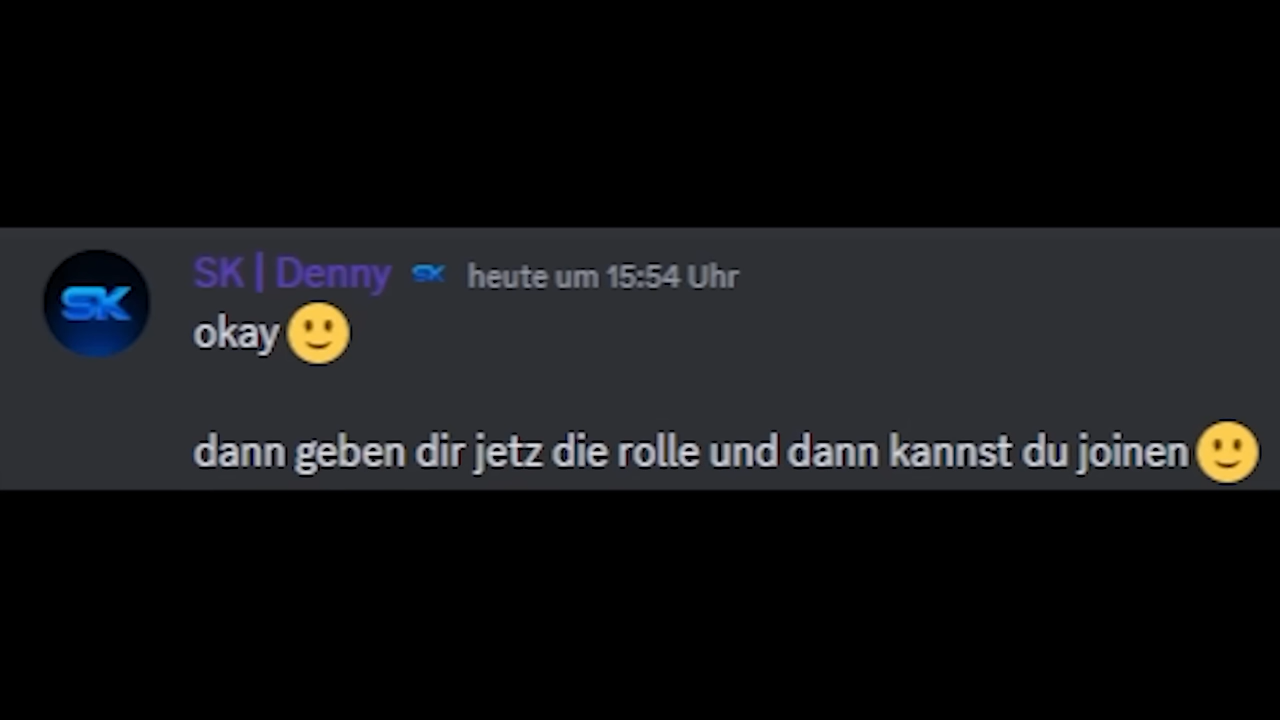 SK
SK | Denny SK heute um 15:54 Uhr
okay 🙂
dann geben dir jetz die rolle und dann kannst du joinen 🙂